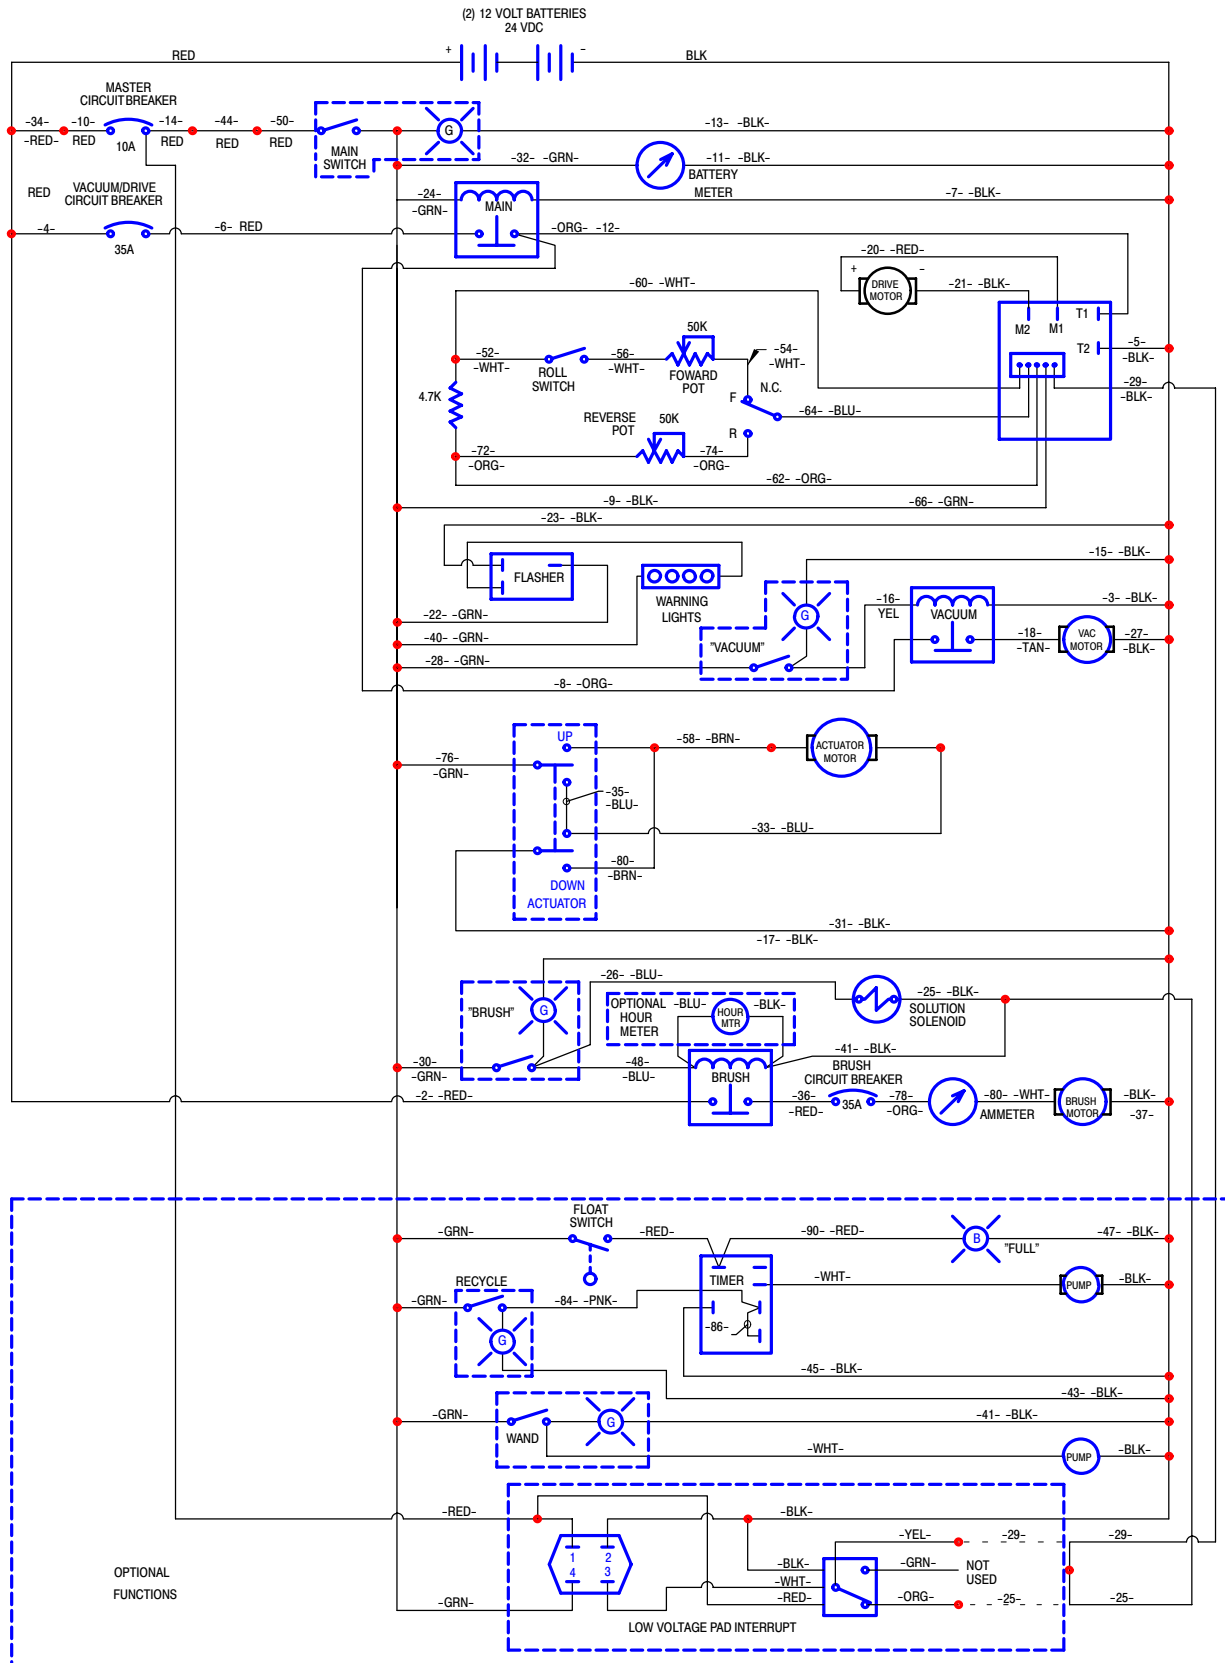 (2) 12 VOLT BATTERIES
24 VDC
+
-
RED
BLK
MASTER
CIRCUIT BREAKER
-34-
-RED-
-10-
RED
10A
-14-
RED
-44-
RED
-50-
RED
MAIN
SWITCH
G
-13- -BLK-
-32- -GRN-
-11- -BLK-
BATTERY
METER
RED
VACUUM/DRIVE
CIRCUIT BREAKER
-24-
-GRN-
MAIN
-7- -BLK-
-4-
35A
-6- RED
-ORG- -12-
-20- -RED-
+
-
DRIVE
MOTOR
-21- -BLK-
-60- -WHT-
M2
M1
T1
T2
-5-
-BLK-
-29-
-BLK-
50K
-52-
-WHT-
ROLL
SWITCH
-56-
-WHT-
FOWARD
POT
-54-
-WHT-
N.C.
4.7K
F
REVERSE
POT
50K
R
-64- -BLU-
-72-
-ORG-
-74-
-ORG-
-62- -ORG-
-9- -BLK-
-66- -GRN-
-23- -BLK-
-15- -BLK-
FLASHER
WARNING
LIGHTS
-22- -GRN-
-40- -GRN-
-28- -GRN-
"VACUUM"
G
-16-
YEL
VACUUM
-3- -BLK-
-18-
-TAN-
VAC
MOTOR
-27-
-BLK-
-8- -ORG-
UP
-58- -BRN-
ACTUATOR
MOTOR
-76-
-GRN-
-35-
-BLU-
-33- -BLU-
-80-
-BRN-
DOWN
ACTUATOR
-31- -BLK-
-17- -BLK-
-26- -BLU-
"BRUSH"
G
OPTIONAL
HOUR
METER
-BLU-
HOUR
MTR
-BLK-
-25- -BLK-
SOLUTION
SOLENOID
-41- -BLK-
-30-
-GRN-
-48-
-BLU-
BRUSH
BRUSH
CIRCUIT BREAKER
-2- -RED-
-36-
-RED-
35A
-78-
-ORG-
-80- -WHT-
AMMETER
BRUSH
MOTOR
-BLK-
-37-
FLOAT
SWITCH
-GRN-
-RED-
-90- -RED-
B
"FULL"
-47- -BLK-
TIMER
-WHT-
PUMP
-BLK-
RECYCLE
-GRN-
-84- -PNK-
G
-86-
-45- -BLK-
-43- -BLK-
-GRN-
WAND
G
-41- -BLK-
-WHT-
PUMP
-BLK-
-RED-
-BLK-
1
2
4
3
-YEL-
-29-
-29-
-BLK-
-GRN-
NOT
USED
-WHT-
-RED-
-ORG-
-25-
-25-
-GRN-
OPTIONAL
FUNCTIONS
LOW VOLTAGE PAD INTERRUPT